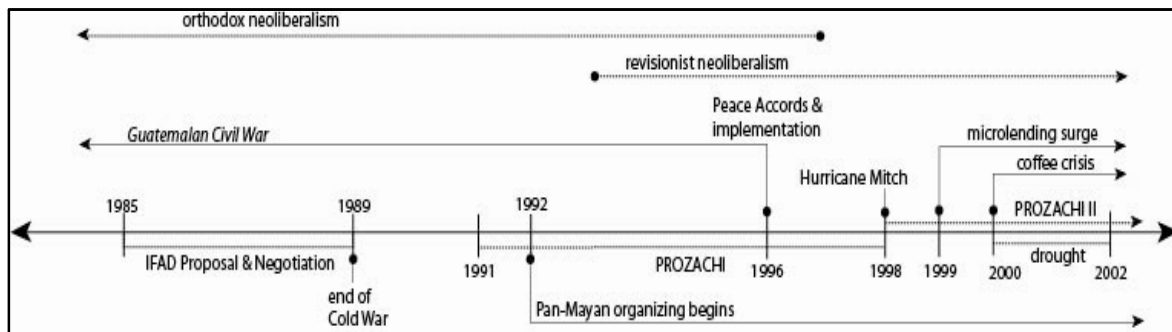 orthodox neoliberalism
revisionist neoliberalism
Peace Accords &
implementation
Guatemalan Civil War
microlending surge
coffee crisis
Hurricane Mitch
1985
1989
1992
PROZACHI II
IFAD Proposal & Negotiation
1991
PROZACHI
1996
1998
1999
2000
drought
2002
end of
Cold War
Pan-Mayan organizing begins